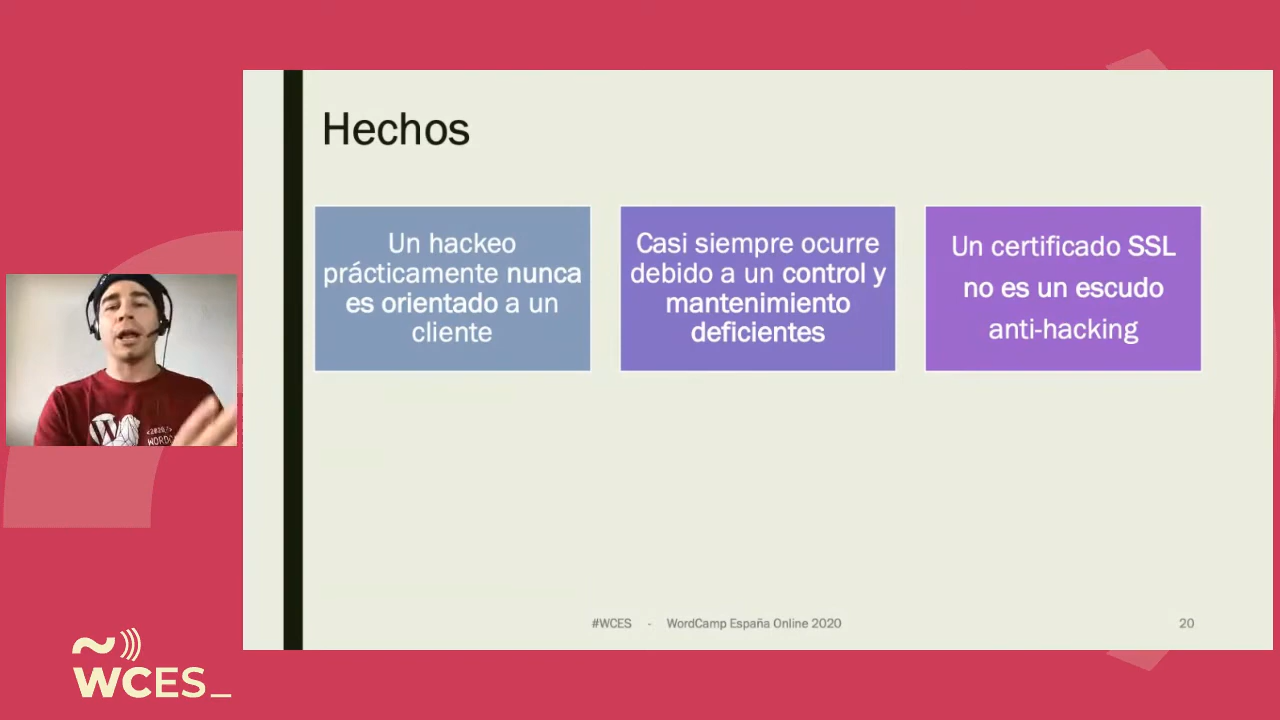 Hechos
Un hackeo
prácticamente nunca
es orientado a un
cliente
Casi siempre ocurre
debido a un control y
mantenimiento
deficientes
Un certificado SSL
no es un escudo
anti-hacking
#WCES - WordCamp España Online 2020
20
W
<2020/>
~)))
WCES_